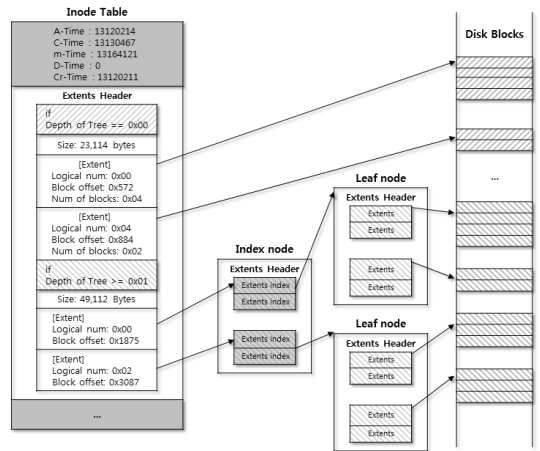 Inode Table
A-Time : 13120214
C-Time : 13130467
m-Time : 13164121
D-Time : 0
Cr-Time : 13120211
Extents Header
if
Depth of Tree == 0x00
Size: 23,114 bytes
[Extent]
Logical num: 0x00
Block offset: 0x572
Num of blocks: 0x04
[Extent]
Logical num: 0x04
Block offset: 0x884
Num of blocks: 0x02
if
Depth of Tree >= 0x01
Size: 49,112 Bytes
[Extent]
Logical num: 0x00
Block offset: 0x1875
[Extent]
Logical num: 0x02
Block offset: 0x3087
...
Index node
Extents Header
Extents index
Extents index
Extents index
Extents index
Leaf node
Extents Header
Extents
Extents
Extents
Extents
Leaf node
Extents Header
Extents
Extents
Extents
Extents
Disk Blocks
...